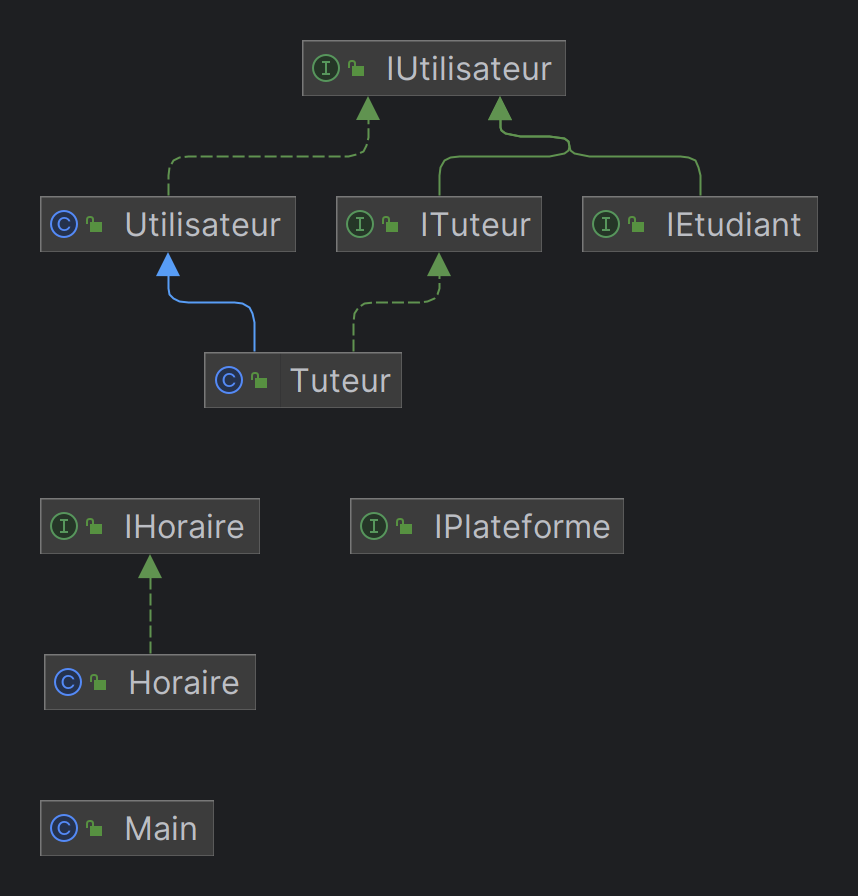 I IUtilisateur
C Utilisateur
I ITuteur
I IEtudiant
C Tuteur
I IHoraire
I IPlateforme
C Horaire
C Main